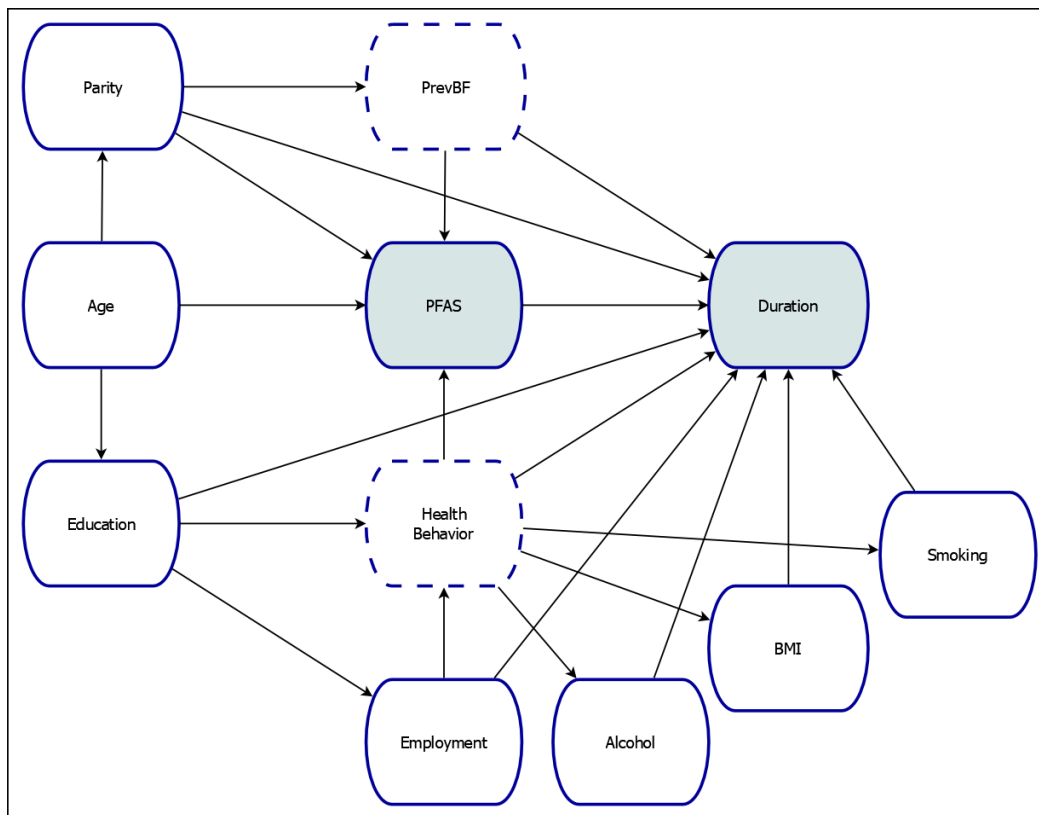 Parity
PrevBF
Age
PFAS
Duration
Education
Health
Behavior
Smoking
BMI
Employment
Alcohol